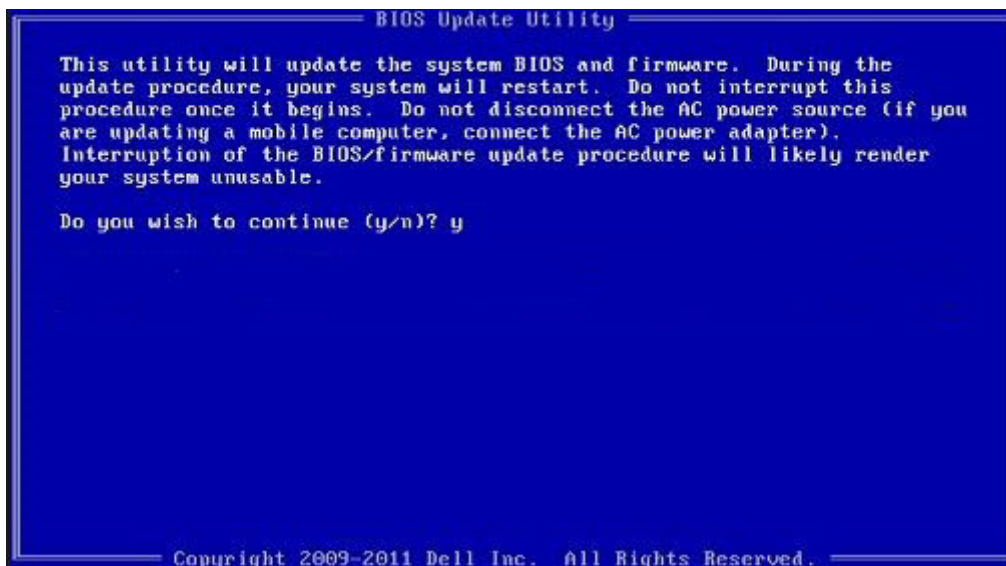 BIOS Update Utility
This utility will update the system BIOS and firmware. During the
update procedure, your system will restart. Do not interrupt this
procedure once it begins. Do not disconnect the AC power source (if you
are updating a mobile computer, connect the AC power adapter).
Interruption of the BIOS/firmware update procedure will likely render
your system unusable.
Do you wish to continue (y/n)? y
Copyright 2009-2011 Dell Inc. All Rights Reserved.